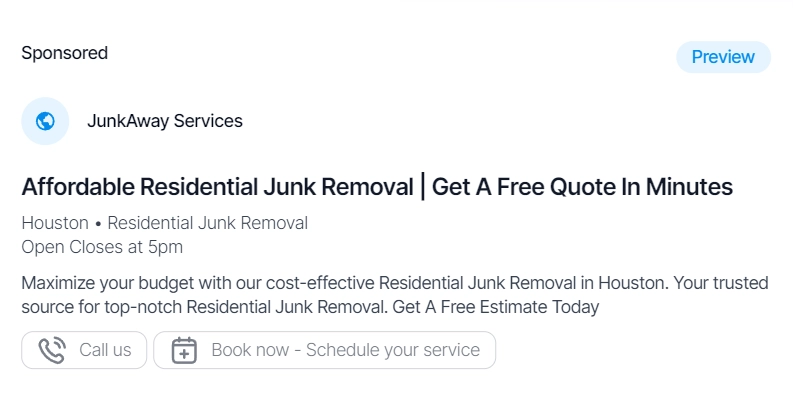 Sponsored
Preview
JunkAway Services
Affordable Residential Junk Removal | Get A Free Quote In Minutes
Houston • Residential Junk Removal
Open Closes at 5pm
Maximize your budget with our cost-effective Residential Junk Removal in Houston. Your trusted
source for top-notch Residential Junk Removal. Get A Free Estimate Today
Call us
Book now - Schedule your service